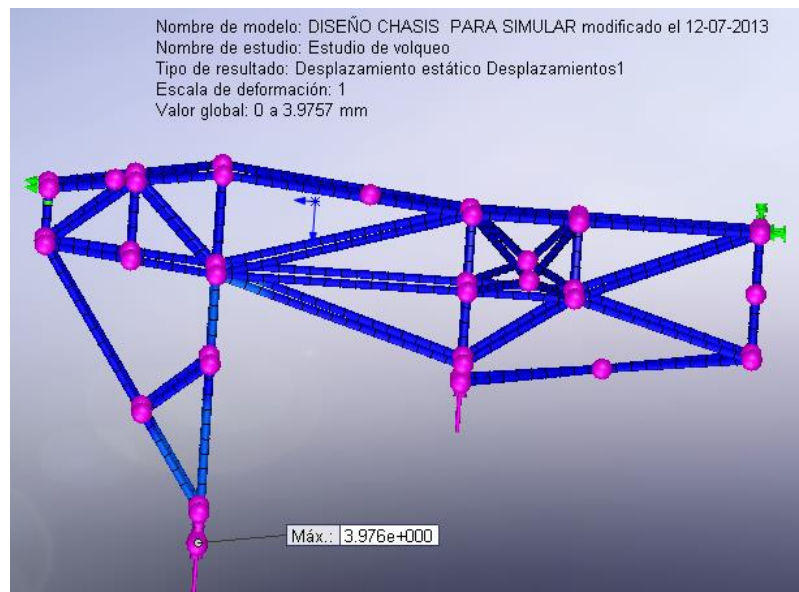 Nombre de modelo: DISEÑO CHASIS  PARA SIMULAR modificado el 12-07-2013
Nombre de estudio: Estudio de volqueo
Tipo de resultado: Desplazamiento estático Desplazamientos1
Escala de deformación: 1
Valor global: 0 a 3.9757 mm
Máx.: 3.976e+000